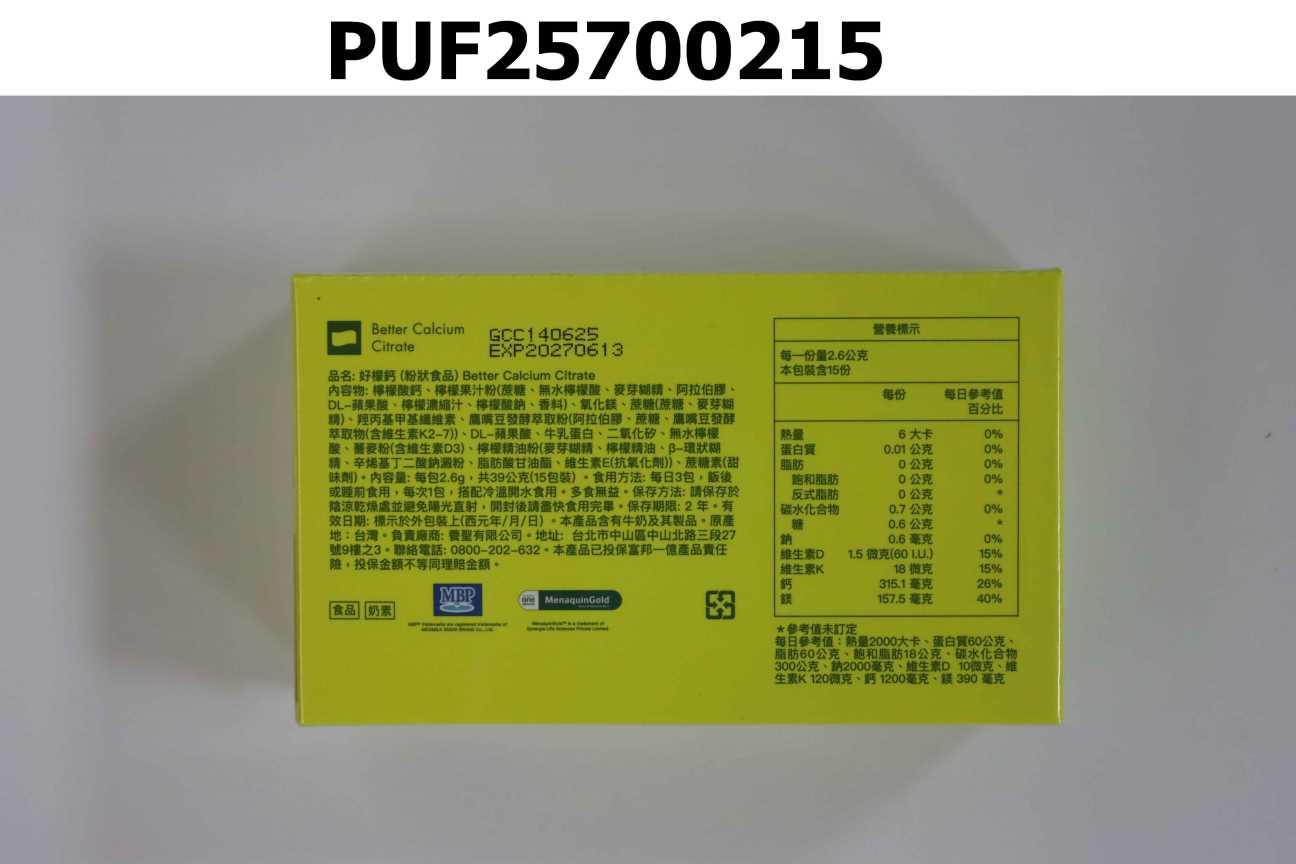 PUF25700215
Better Calcium
Citrate
GCC140625
EXP20270613
品名: 好檬鈣 (粉狀食品) Better Calcium Citrate
內容物: 檸檬酸鈣、檸檬果汁粉(蔗糖、無水檸檬酸、麥芽糊精、阿拉伯膠、
DL-蘋果酸、檸檬濃縮汁、檸檬酸鈉、香料)、氧化鎂、蔗糖(蔗糖、麥芽糊
精)、羥丙基甲基纖維素、鷹嘴豆發酵萃取粉(阿拉伯膠、蔗糖、鷹嘴豆發酵
萃取物(含維生素K2-7))、DL-蘋果酸、牛乳蛋白、二氧化矽、無水檸檬
酸、蕎麥粉(含維生素D3)、檸檬精油粉(麥芽糊精、檸檬精油、β-環狀糊
精、辛烯基丁二酸鈉澱粉、脂肪酸甘油酯、維生素E(抗氧化劑))、蔗糖素(甜
味劑)。內容量: 每包2.6g，共39公克(15包裝) 。食用方法: 每日3包，飯後
或睡前食用，每次1包，搭配冷溫開水食用。多食無益。保存方法: 請保存於
陰涼乾燥處並避免陽光直射，開封後請盡快食用完畢。保存期限: 2 年。有
效日期: 標示於外包裝上(西元年/月/日) 。本產品含有牛奶及其製品。原產
地：台灣。負責廠商: 養聖有限公司。地址: 台北市中山區中山北路三段27
號9樓之3。聯絡電話: 0800-202-632。本產品已投保富邦一億產品責任
險，投保金額不等同理賠金額。
食品 奶素
MBP
MenaquinGold
MenaquinGold™ is a trademark of
Synergia Life Sciences Private Limited.
營養標示
每一份量2.6公克
本包裝含15份
每份 每日參考值
百分比
熱量 6 大卡 0%
蛋白質 0.01 公克 0%
脂肪 0 公克 0%
飽和脂肪 0 公克 0%
反式脂肪 0 公克 *
碳水化合物 0.7 公克 0%
糖 0.6 公克 *
鈉 0.6 毫克 0%
維生素D 1.5 微克(60 I.U.) 15%
維生素K 18 微克 15%
鈣 315.1 毫克 26%
鎂 157.5 毫克 40%
＊參考值未訂定
每日參考值：熱量2000大卡、蛋白質60公克、
脂肪60公克、飽和脂肪18公克、碳水化合物
300公克、鈉2000毫克、維生素D 10微克、維
生素K 120微克、鈣 1200毫克、鎂 390 毫克